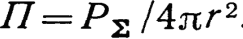 П = P_Σ /4πr².